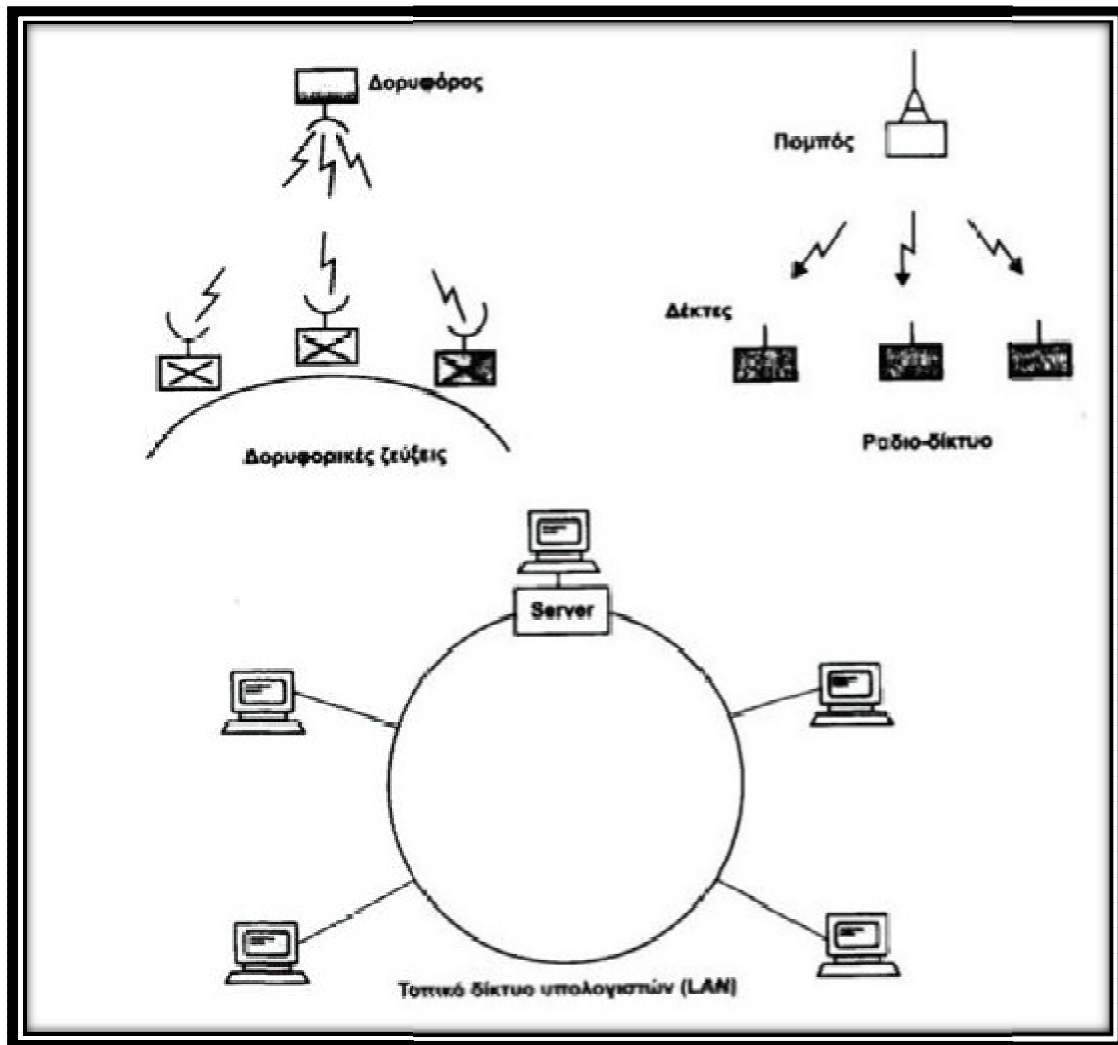 Δορυφόρος
Πομπός
Δέκτες
Δορυφορικές ζεύξεις
Ραδιο-δίκτυο
Server
Τοπικό δίκτυο υπολογιστών (LAN)